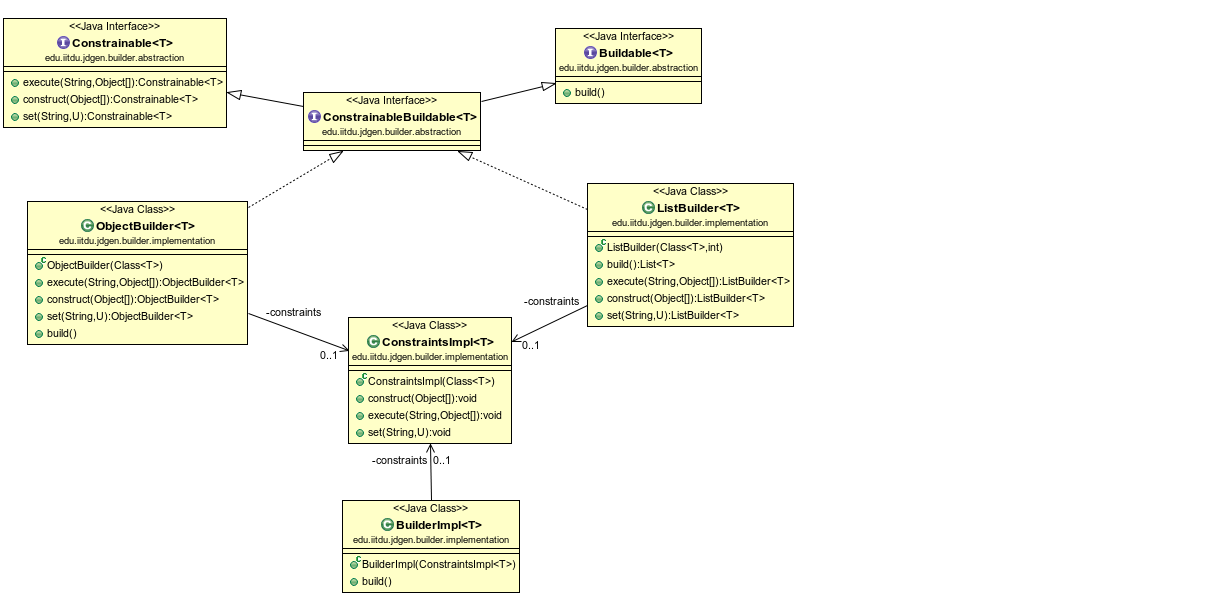 <<Java Interface>>
Constrainable<T>
edu.iitdu.jdgen.builder.abstraction
execute(String,Object[]):Constrainable<T>
construct(Object[]):Constrainable<T>
set(String,U):Constrainable<T>
<<Java Interface>>
Buildable<T>
edu.iitdu.jdgen.builder.abstraction
build()
<<Java Interface>>
ConstrainableBuildable<T>
edu.iitdu.jdgen.builder.abstraction
<<Java Class>>
ObjectBuilder<T>
edu.iitdu.jdgen.builder.implementation
ObjectBuilder(Class<T>)
execute(String,Object[]):ObjectBuilder<T>
construct(Object[]):ObjectBuilder<T>
set(String,U):ObjectBuilder<T>
build()
<<Java Class>>
ListBuilder<T>
edu.iitdu.jdgen.builder.implementation
ListBuilder(Class<T>,int)
build():List<T>
execute(String,Object[]):ListBuilder<T>
construct(Object[]):ListBuilder<T>
set(String,U):ListBuilder<T>
-constraints
0..1
-constraints
0..1
<<Java Class>>
ConstraintsImpl<T>
edu.iitdu.jdgen.builder.implementation
ConstraintsImpl(Class<T>)
construct(Object[]):void
execute(String,Object[]):void
set(String,U):void
-constraints 0..1
<<Java Class>>
BuilderImpl<T>
edu.iitdu.jdgen.builder.implementation
BuilderImpl(ConstraintsImpl<T>)
build()